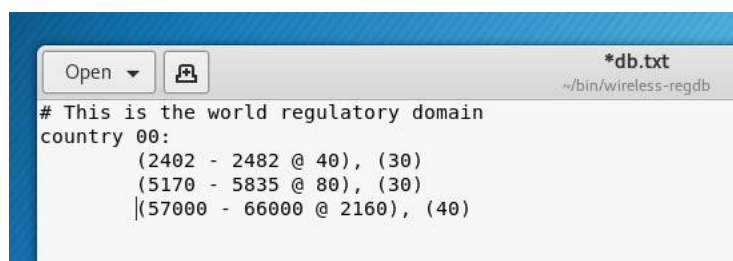 Open
*db.txt
~/bin/wireless-regdb
# This is the world regulatory domain
country 00:
(2402 - 2482 @ 40), (30)
(5170 - 5835 @ 80), (30)
(57000 - 66000 @ 2160), (40)